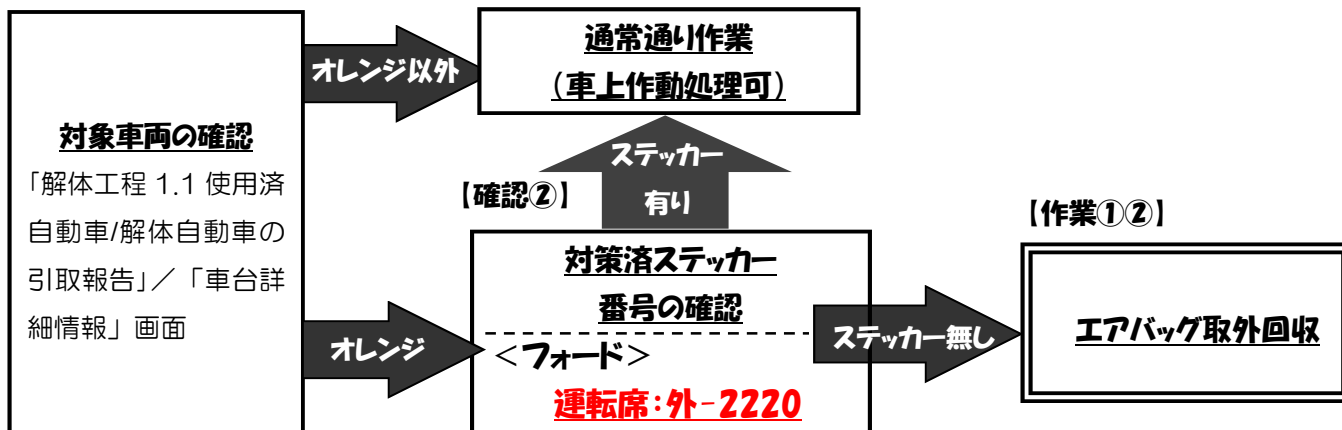 対象車両の確認
「解体工程 1.1 使用済
自動車/解体自動車の
引取報告」／「車台詳
細情報」画面
オレンジ以外
通常通り作業
(車上作動処理可)
オレンジ
【確認②】
ステッカー
有り
対策済ステッカー
番号の確認
＜フォード＞
運転席:外-2220
ステッカー無し
【作業①②】
エアバッグ取外回収